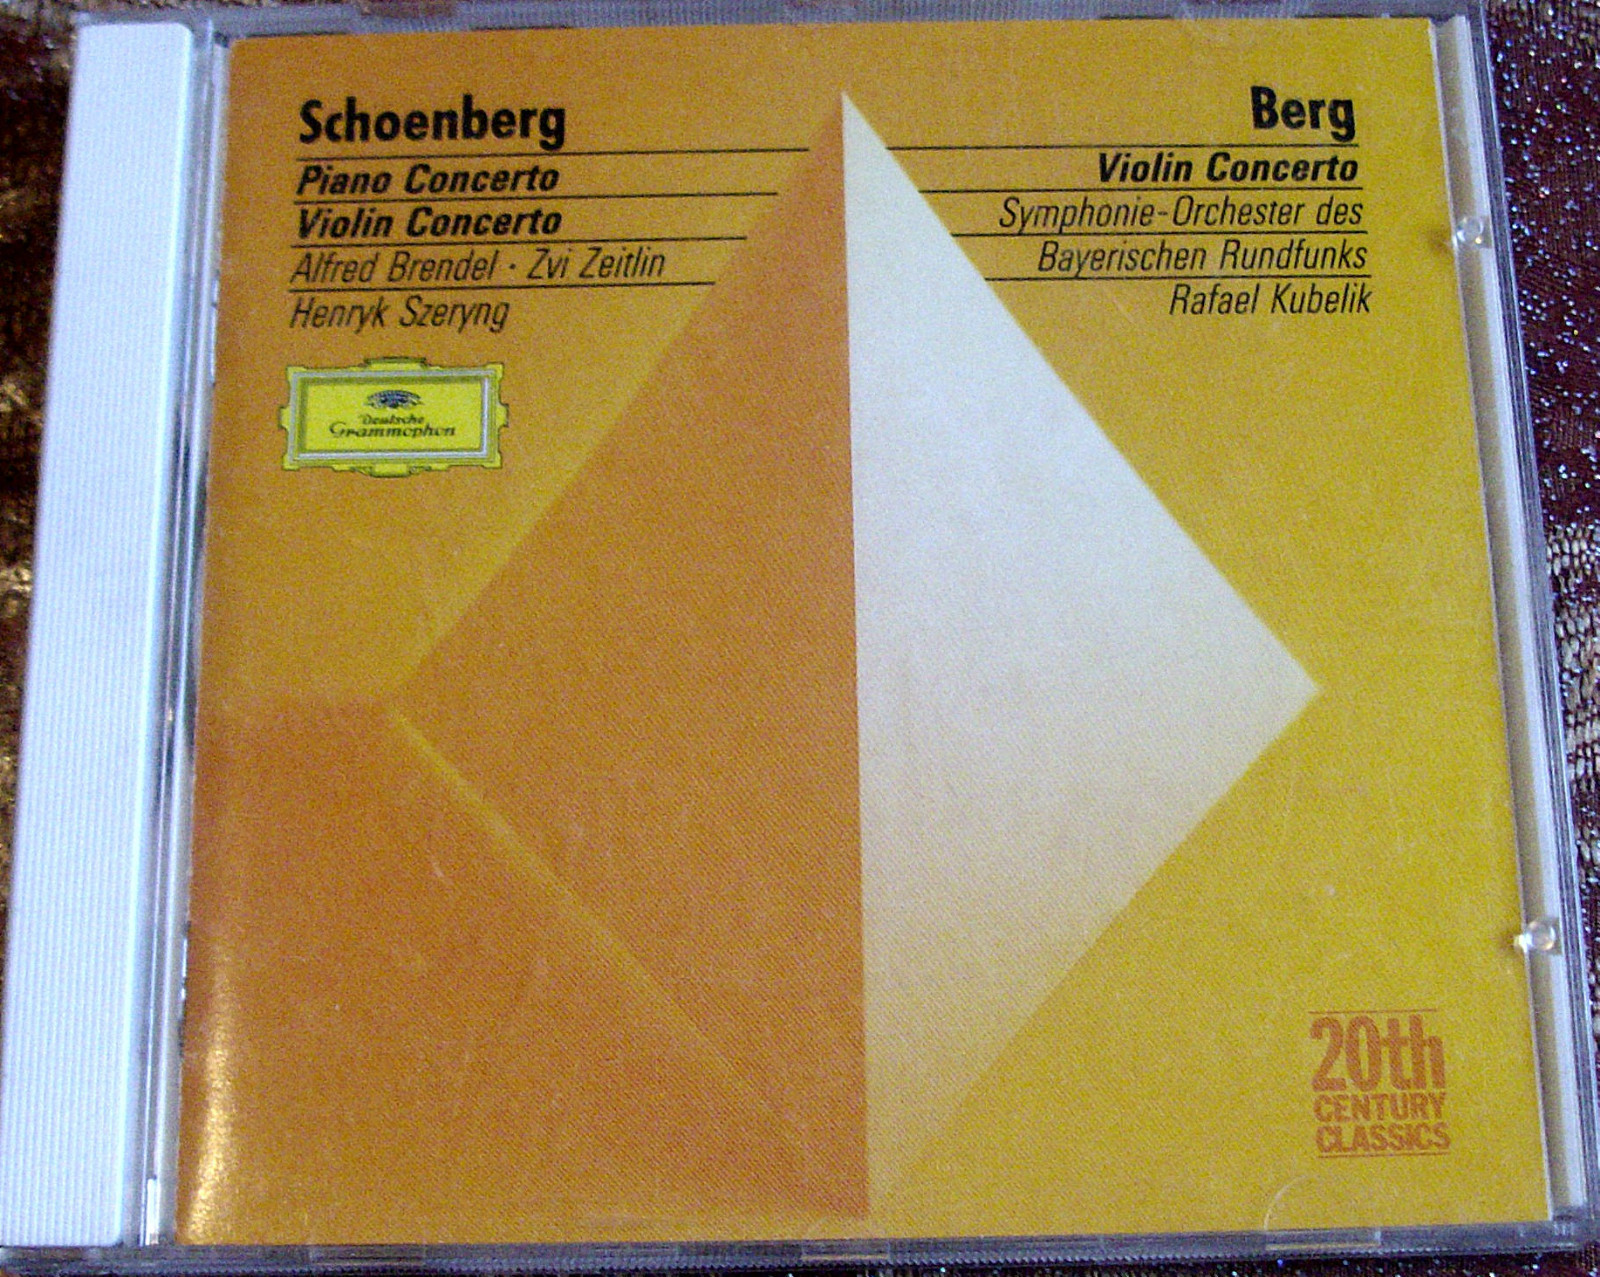 Schoenberg
Piano Concerto
Violin Concerto
Alfred Brendel · Zvi Zeitlin
Henryk Szeryng
Deutsche
Grammophon
Berg
Violin Concerto
Symphonie-Orchester des
Bayerischen Rundfunks
Rafael Kubelik
20th
CENTURY
CLASSICS